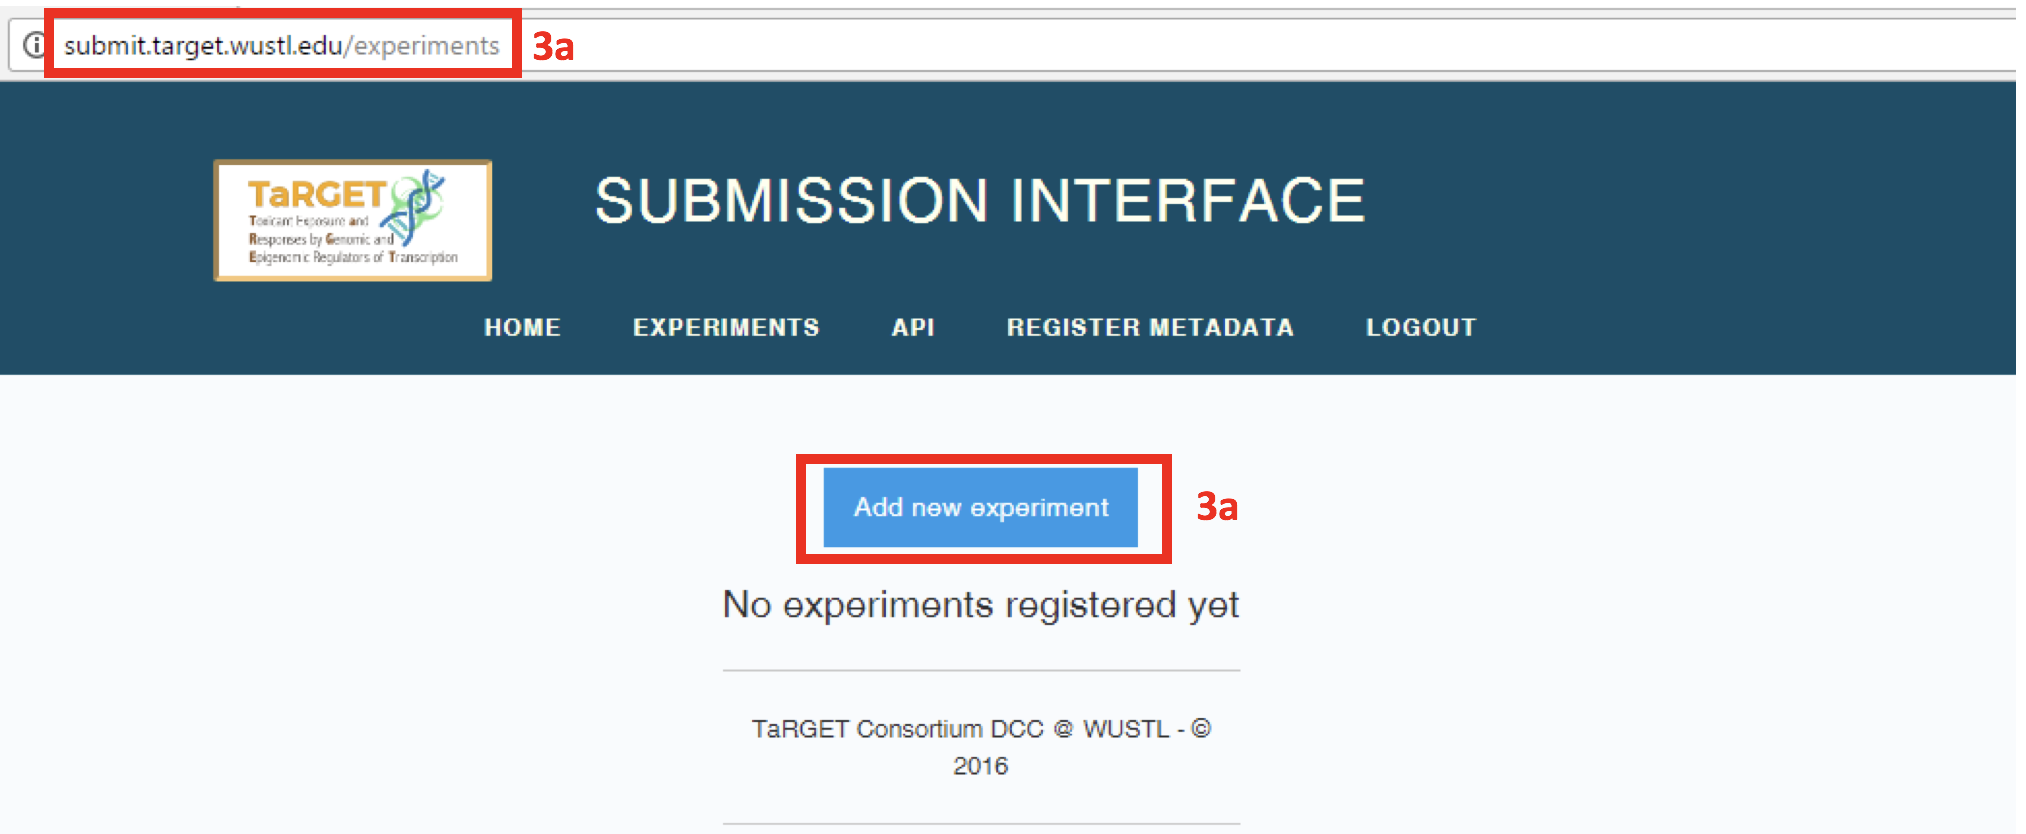 submit.target.wustl.edu/experiments 3a
TaRGET
Toxicant Exposure and
Responses by Genomic and
Epigenomic Regulators of Transcription
SUBMISSION INTERFACE
HOME EXPERIMENTS API REGISTER METADATA LOGOUT
Add new experiment 3a
No experiments registered yet
TaRGET Consortium DCC @ WUSTL - ©
2016